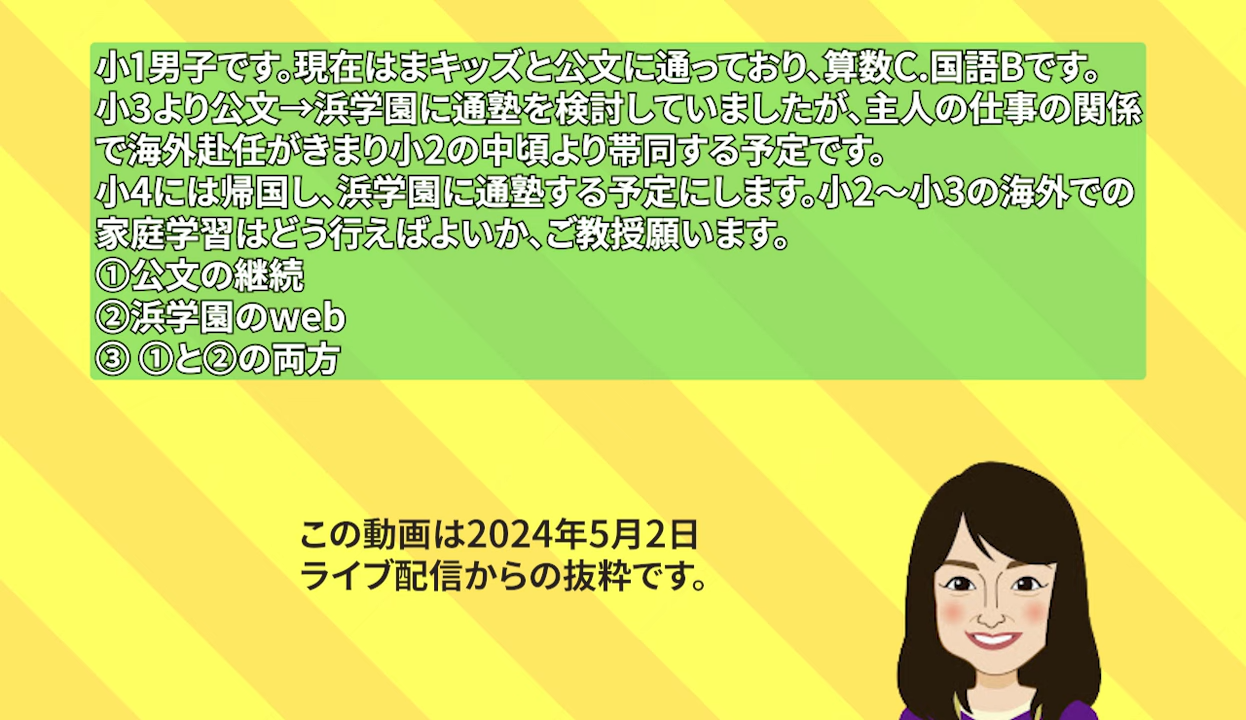 小1男子です。現在はまキッズと公文に通っており、算数C.国語Bです。
小3より公文→浜学園に通塾を検討していましたが、主人の仕事の関係
で海外赴任がきまり小2の中頃より帯同する予定です。
小4には帰国し、浜学園に通塾する予定にします。小2〜小3の海外での
家庭学習はどう行えばよいか、ご教授願います。
①公文の継続
②浜学園のweb
③ ①と②の両方
この動画は2024年5月2日
ライブ配信からの抜粋です。